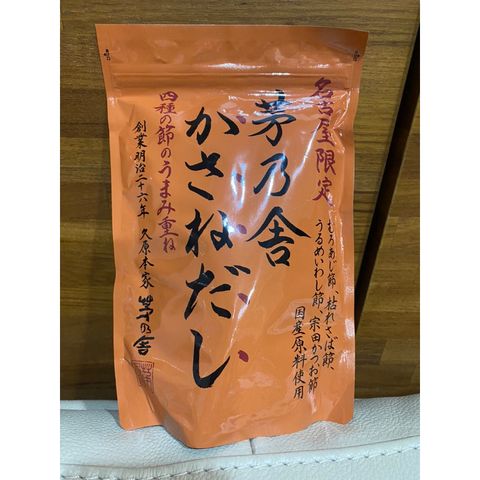 名古屋限定
むろあじ節、枯れさば節、
うるめいわし節、宗田かつお節
国産原料使用
茅乃舎
かさねだし
四種の節のうまみ重ね
創業明治二十六年 久原本家 茅乃舎